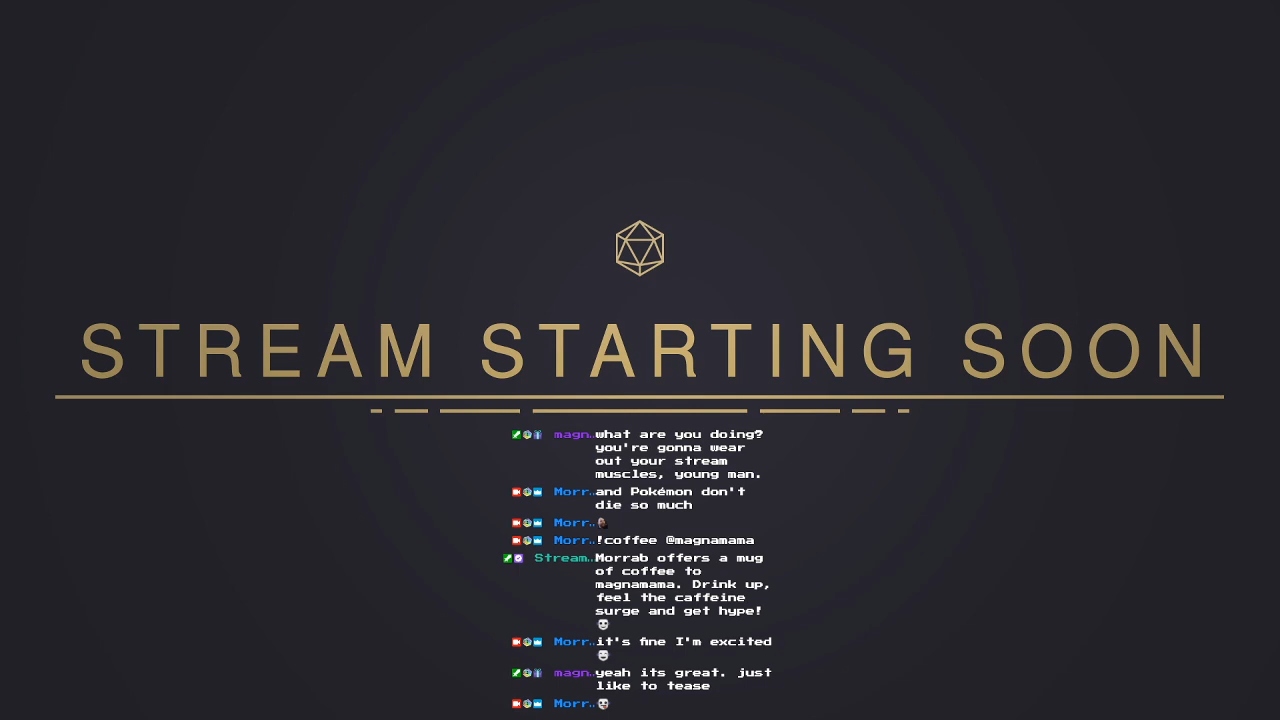 STREAM STARTING SOON
magn.. what are you doing?
you're gonna wear
out your stream
muscles, young man.
Morr.. and Pokémon don't
die so much
Morr..
Morr.. !coffee @magnamama
Stream.. Morrab offers a mug
of coffee to
magnamama. Drink up,
feel the caffeine
surge and get hype!
Morr.. it's fine I'm excited
magn.. yeah its great. just
like to tease
Morr..